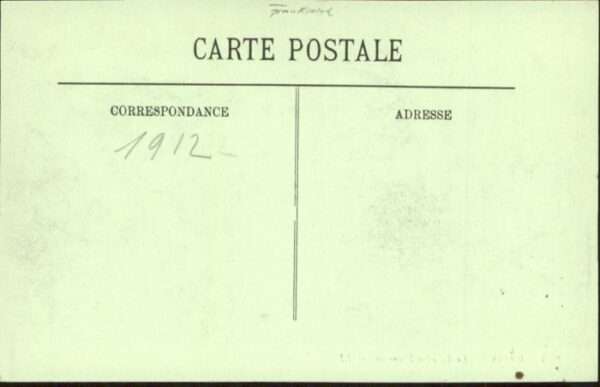 CARTE POSTALE
CORRESPONDANCE
ADRESSE
1912-